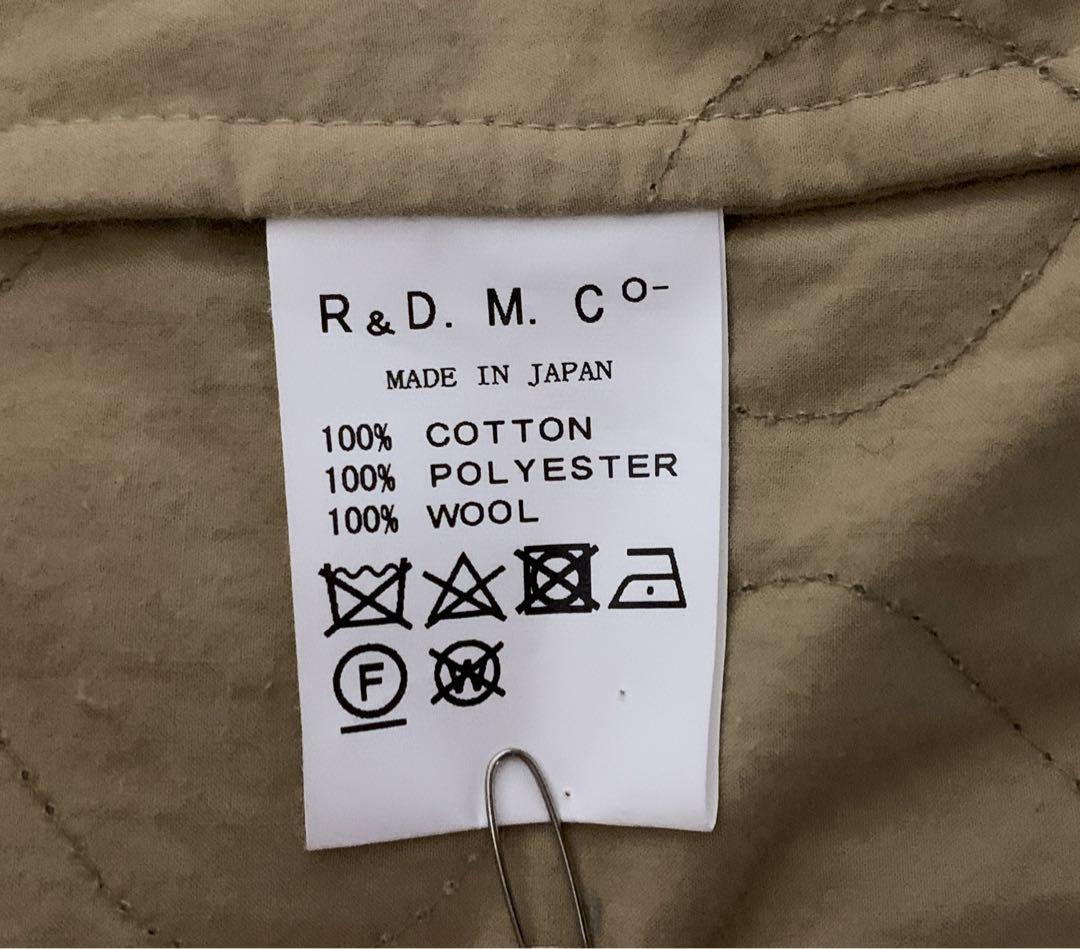 R&D. M. Cº-
MADE IN JAPAN
100% COTTON
100% POLYESTER
100% WOOL
F W